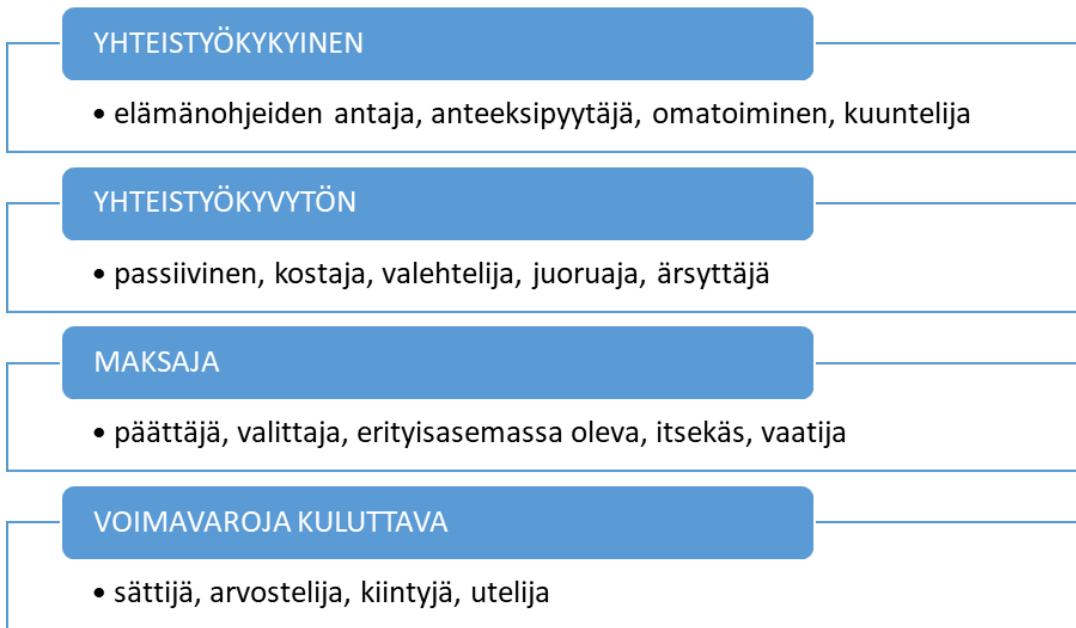 YHTEISTYÖKYKYINEN
• elämänohjeiden antaja, anteeksipyytäjä, omatoiminen, kuuntelija
YHTEISTYÖKYVYTÖN
• passiivinen, kostaja, valehtelija, juoruaja, ärsyttäjä
MAKSAJA
• päättäjä, valittaja, erityisasemassa oleva, itsekäs, vaatija
VOIMAVAROJA KULUTTAVA
• sättijä, arvostelija, kiintyjä, utelija